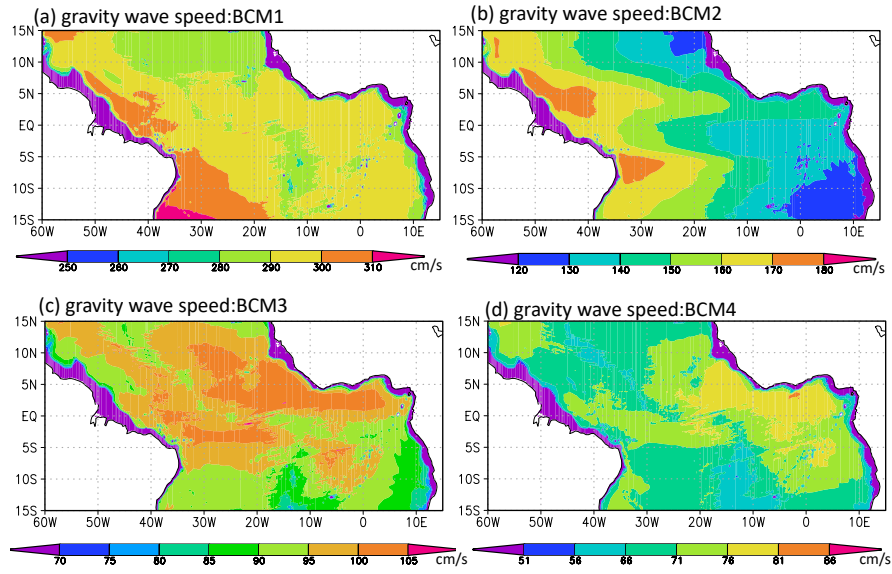 (a) gravity wave speed:BCM1
15N
10N
5N
EQ
5S
10S
15S
60W 50W 40W 30W 20W 10W 0 10E
250 260 270 280 290 300 310 cm/s
(b) gravity wave speed:BCM2
15N
10N
5N
EQ
5S
10S
15S
60W 50W 40W 30W 20W 10W 0 10E
120 130 140 150 160 170 180 cm/s
(c) gravity wave speed:BCM3
15N
10N
5N
EQ
5S
10S
15S
60W 50W 40W 30W 20W 10W 0 10E
70 75 80 85 90 95 100 105 cm/s
(d) gravity wave speed:BCM4
15N
10N
5N
EQ
5S
10S
15S
60W 50W 40W 30W 20W 10W 0 10E
51 56 66 71 76 81 86 cm/s